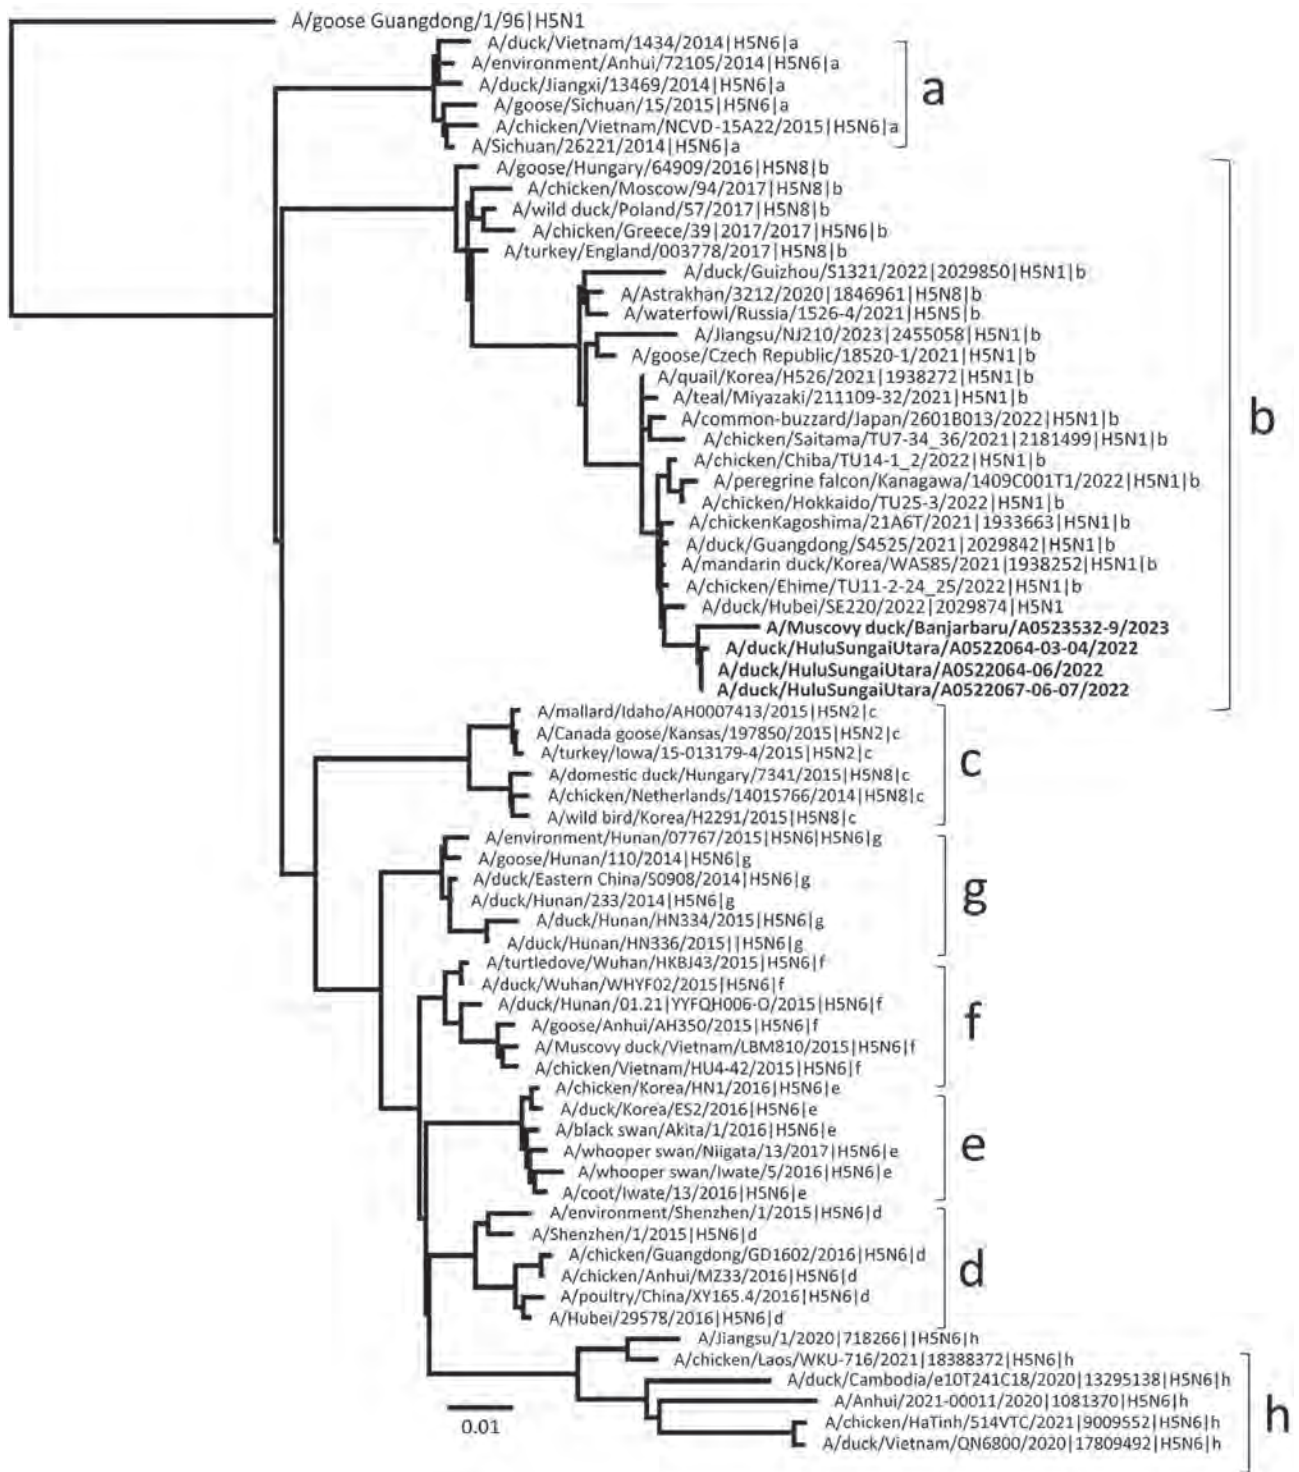 A/goose Guangdong/1/96|H5N1
A/duck/Vietnam/1434/2014|H5N6|a
A/environment/Anhui/72105/2014|H5N6|a
A/duck/Jiangxi/13469/2014|H5N6|a
a
A/goose/Sichuan/15/2015|H5N6|a
A/chicken/Vietnam/NCVD-15A22/2015|H5N6|a
A/Sichuan/26221/2014|H5N6|a
A/goose/Hungary/64909/2016|H5N8|b
A/chicken/Moscow/94/2017|H5N8|b
A/wild duck/Poland/57/2017|H5N8|b
A/chicken/Greece/39|2017/2017|H5N6|b
A/turkey/England/003778/2017|H5N8|b
A/duck/Guizhou/S1321/2022|2029850|H5N1|b
A/Astrakhan/3212/2020|1846961|H5N8|b
A/waterfowl/Russia/1526-4/2021|H5N5|b
A/Jiangsu/NJ210/2023|2455058|H5N1|b
A/goose/Czech Republic/18520-1/2021|H5N1|b
A/quail/Korea/H526/2021|1938272|H5N1|b
A/teal/Miyazaki/211109-32/2021|H5N1|b
A/common-buzzard/Japan/2601B013/2022|H5N1|b
b
A/chicken/Saitama/TU7-34_36/2021|2181499|H5N1|b
A/chicken/Chiba/TU14-1_2/2022|H5N1|b
A/peregrine falcon/Kanagawa/1409C001T1/2022|H5N1|b
A/chicken/Hokkaido/TU25-3/2022|H5N1|b
A/chickenKagoshima/21A6T/2021|1933663|H5N1|b
A/duck/Guangdong/S4525/2021|2029842|H5N1|b
A/mandarin duck/Korea/WA585/2021|1938252|H5N1|b
A/chicken/Ehime/TU11-2-24_25/2022|H5N1|b
A/duck/Hubei/SE220/2022|2029874|H5N1
A/Muscovy duck/Banjarbaru/A0523532-9/2023
A/duck/HuluSungaiUtara/A0522064-03-04/2022
A/duck/HuluSungaiUtara/A0522064-06/2022
A/duck/HuluSungaiUtara/A0522067-06-07/2022
A/mallard/Idaho/AH0007413/2015|H5N2|c
A/Canada goose/Kansas/197850/2015|H5N2|c
A/turkey/Iowa/15-013179-4/2015|H5N2|c
c
A/domestic duck/Hungary/7341/2015|H5N8|c
A/chicken/Netherlands/14015766/2014|H5N8|c
A/wild bird/Korea/H2291/2015|H5N8|c
A/environment/Hunan/07767/2015|H5N6|H5N6|g
A/goose/Hunan/110/2014|H5N6|g
A/duck/Eastern China/S0908/2014|H5N6|g
g
A/duck/Hunan/233/2014|H5N6|g
A/duck/Hunan/HN334/2015|H5N6|g
A/duck/Hunan/HN336/2015||H5N6|g
A/turtledove/Wuhan/HKBJ43/2015|H5N6|f
A/duck/Wuhan/WHYF02/2015|H5N6|f
A/duck/Hunan/01.21|YYFQH006-O/2015|H5N6|f
f
A/goose/Anhui/AH350/2015|H5N6|f
A/Muscovy duck/Vietnam/LBM810/2015|H5N6|f
A/chicken/Vietnam/HU4-42/2015|H5N6|f
A/chicken/Korea/HN1/2016|H5N6|e
A/duck/Korea/ES2/2016|H5N6|e
A/black swan/Akita/1/2016|H5N6|e
e
A/whooper swan/Niigata/13/2017|H5N6|e
A/whooper swan/Iwate/5/2016|H5N6|e
A/coot/Iwate/13/2016|H5N6|e
A/environment/Shenzhen/1/2015|H5N6|d
A/Shenzhen/1/2015|H5N6|d
A/chicken/Guangdong/GD1602/2016|H5N6|d
d
A/chicken/Anhui/MZ33/2016|H5N6|d
A/poultry/China/XY165.4/2016|H5N6|d
A/Hubei/29578/2016|H5N6|d
A/Jiangsu/1/2020|718266||H5N6|h
A/chicken/Laos/WKU-716/2021|18388372|H5N6|h
A/duck/Cambodia/e10T241C18/2020|13295138|H5N6|h
A/Anhui/2021-00011/2020|1081370|H5N6|h
h
A/chicken/HaTinh/514VTC/2021|9009552|H5N6|h
A/duck/Vietnam/QN6800/2020|17809492|H5N6|h
0.01